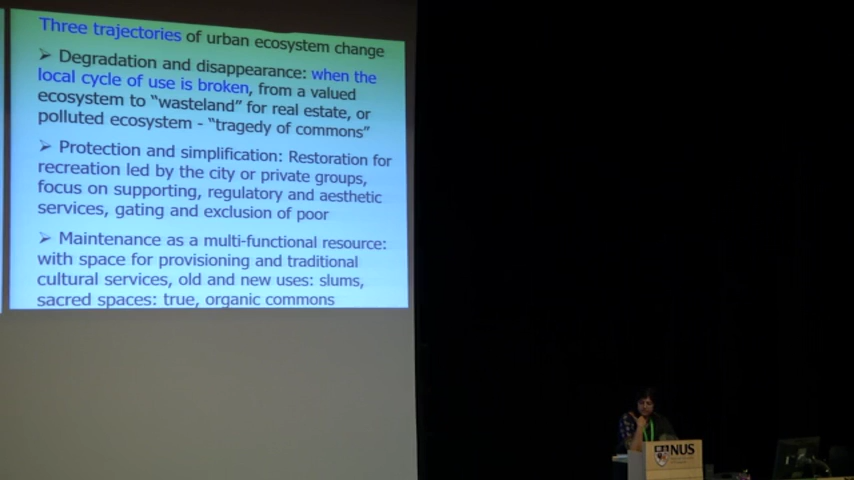 Three trajectories of urban ecosystem change
➢ Degradation and disappearance: when the
local cycle of use is broken, from a valued
ecosystem to “wasteland” for real estate, or
polluted ecosystem - “tragedy of commons”
➢ Protection and simplification: Restoration for
recreation led by the city or private groups,
focus on supporting, regulatory and aesthetic
services, gating and exclusion of poor
➢ Maintenance as a multi-functional resource:
with space for provisioning and traditional
cultural services, old and new uses: slums,
sacred spaces: true, organic commons
NUS